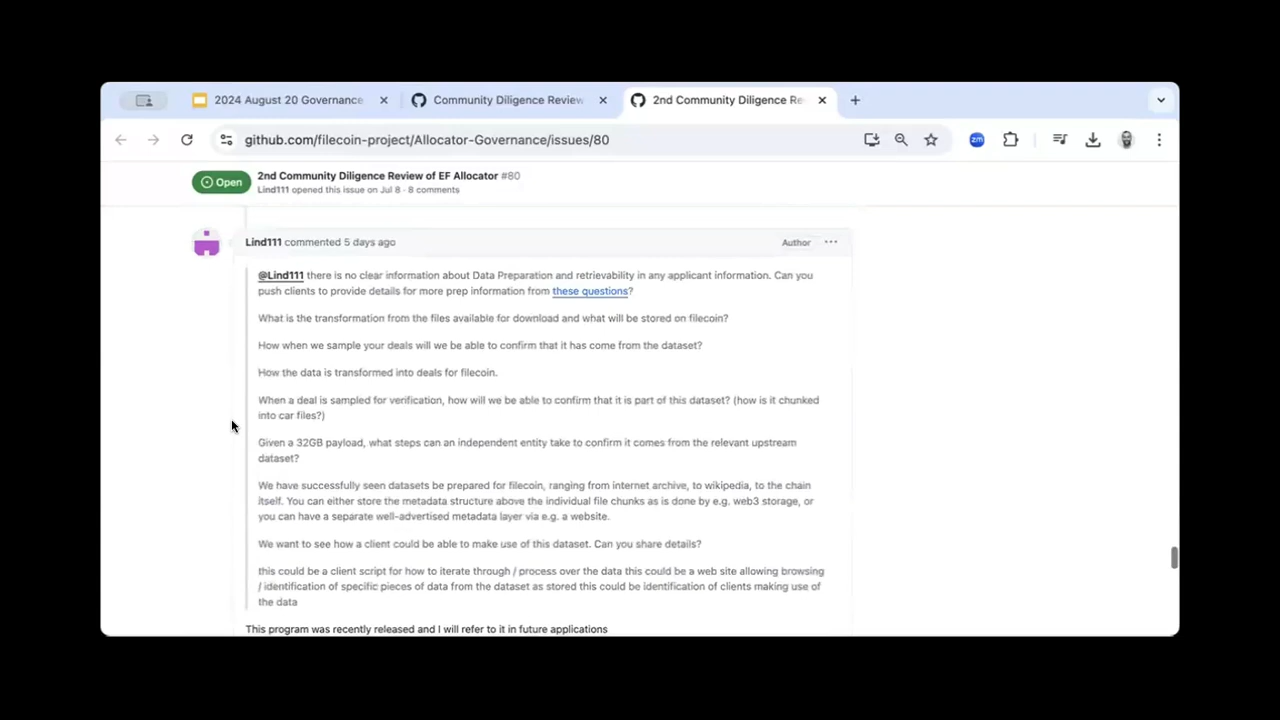 2024 August 20 Governance
Community Diligence Review
2nd Community Diligence Re
github.com/filecoin-project/Allocator-Governance/issues/80
zm
Open
2nd Community Diligence Review of EF Allocator #80
Lind111 opened this issue on Jul 8 · 8 comments
Lind111 commented 5 days ago
Author
@Lind111 there is no clear information about Data Preparation and retrievability in any applicant information. Can you
push clients to provide details for more prep information from these questions?
What is the transformation from the files available for download and what will be stored on filecoin?
How when we sample your deals will we be able to confirm that it has come from the dataset?
How the data is transformed into deals for filecoin.
When a deal is sampled for verification, how will we be able to confirm that it is part of this dataset? (how is it chunked
into car files?)
Given a 32GB payload, what steps can an independent entity take to confirm it comes from the relevant upstream
dataset?
We have successfully seen datasets be prepared for filecoin, ranging from internet archive, to wikipedia, to the chain
itself. You can either store the metadata structure above the individual file chunks as is done by e.g. web3 storage, or
you can have a separate well-advertised metadata layer via e.g. a website.
We want to see how a client could be able to make use of this dataset. Can you share details?
this could be a client script for how to iterate through / process over the data this could be a web site allowing browsing
/ identification of specific pieces of data from the dataset as stored this could be identification of clients making use of
the data
This program was recently released and I will refer to it in future applications